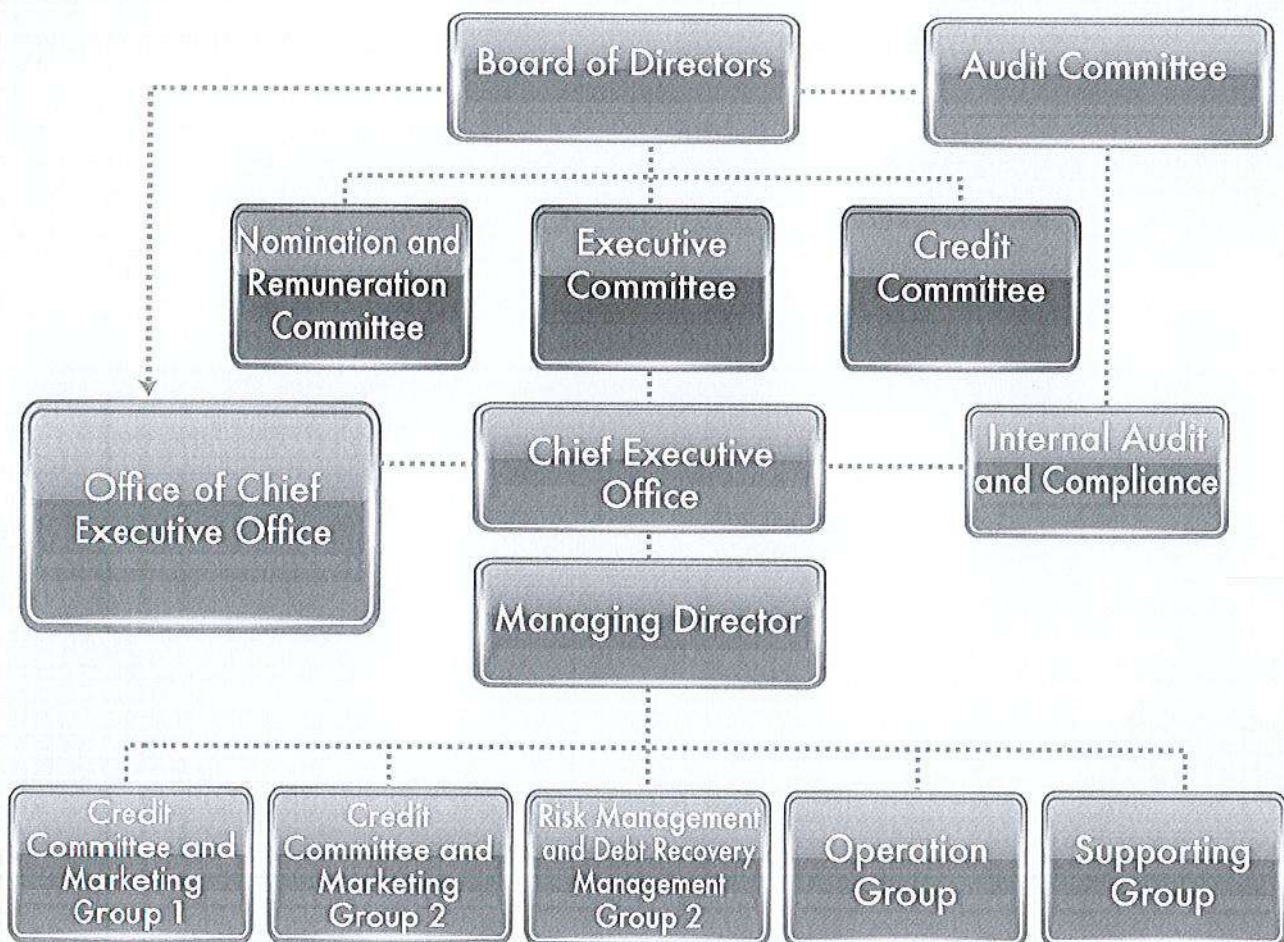 Board of Directors
Audit Committee
Nomination and
Remuneration
Committee
Executive
Committee
Credit
Committee
Office of Chief
Executive Office
Chief Executive
Office
Internal Audit
and Compliance
Managing Director
Credit
Committee and
Marketing
Group 1
Credit
Committee and
Marketing
Group 2
Risk Management
and Debt Recovery
Management
Group 2
Operation
Group
Supporting
Group